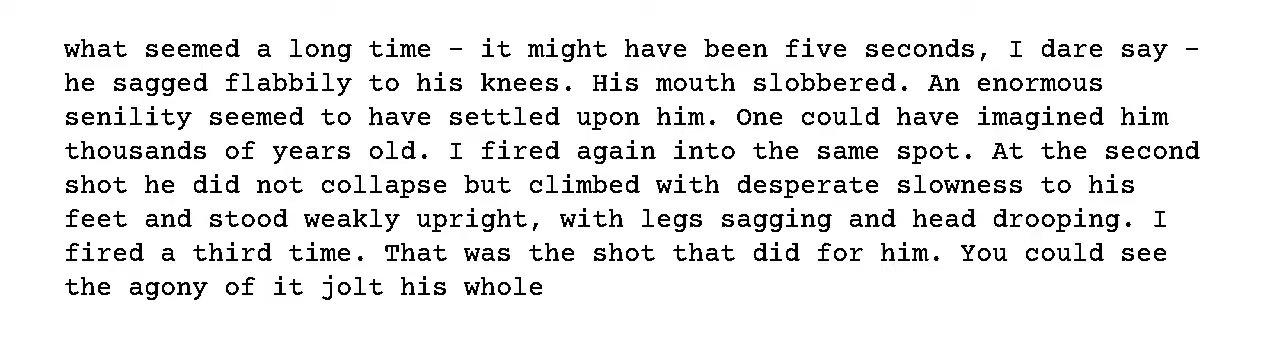 what seemed a long time – it might have been five seconds, I dare say –
he sagged flabbily to his knees. His mouth slobbered. An enormous
senility seemed to have settled upon him. One could have imagined him
thousands of years old. I fired again into the same spot. At the second
shot he did not collapse but climbed with desperate slowness to his
feet and stood weakly upright, with legs sagging and head drooping. I
fired a third time. That was the shot that did for him. You could see
the agony of it jolt his whole